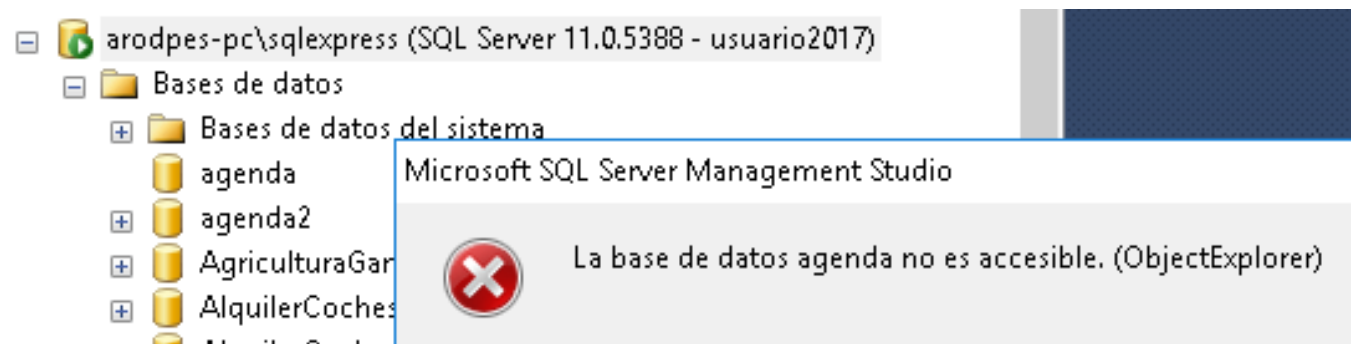 arodpes-pc\sqlexpress (SQL Server 11.0.5388 - usuario2017)
Bases de datos
Bases de datos del sistema
agenda
Microsoft SQL Server Management Studio
agenda2
La base de datos agenda no es accesible. (ObjectExplorer)
AgriculturaGar
AlquilerCoches